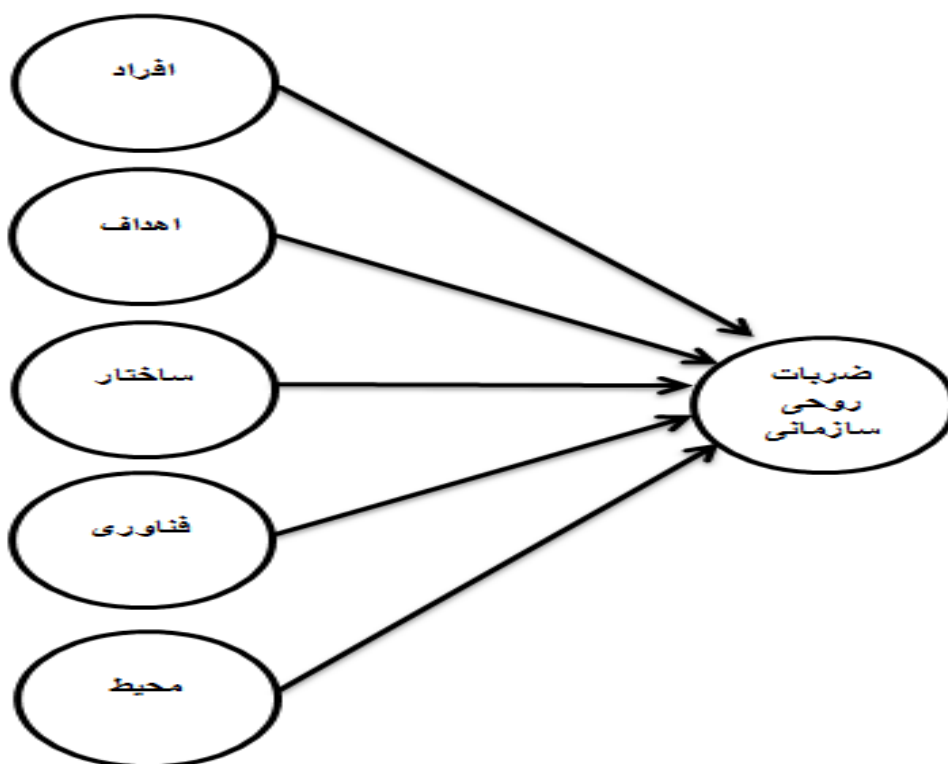 افراد
اهداف
ساختار
فناوری
محیط
ضربات
روحی
سازمانی